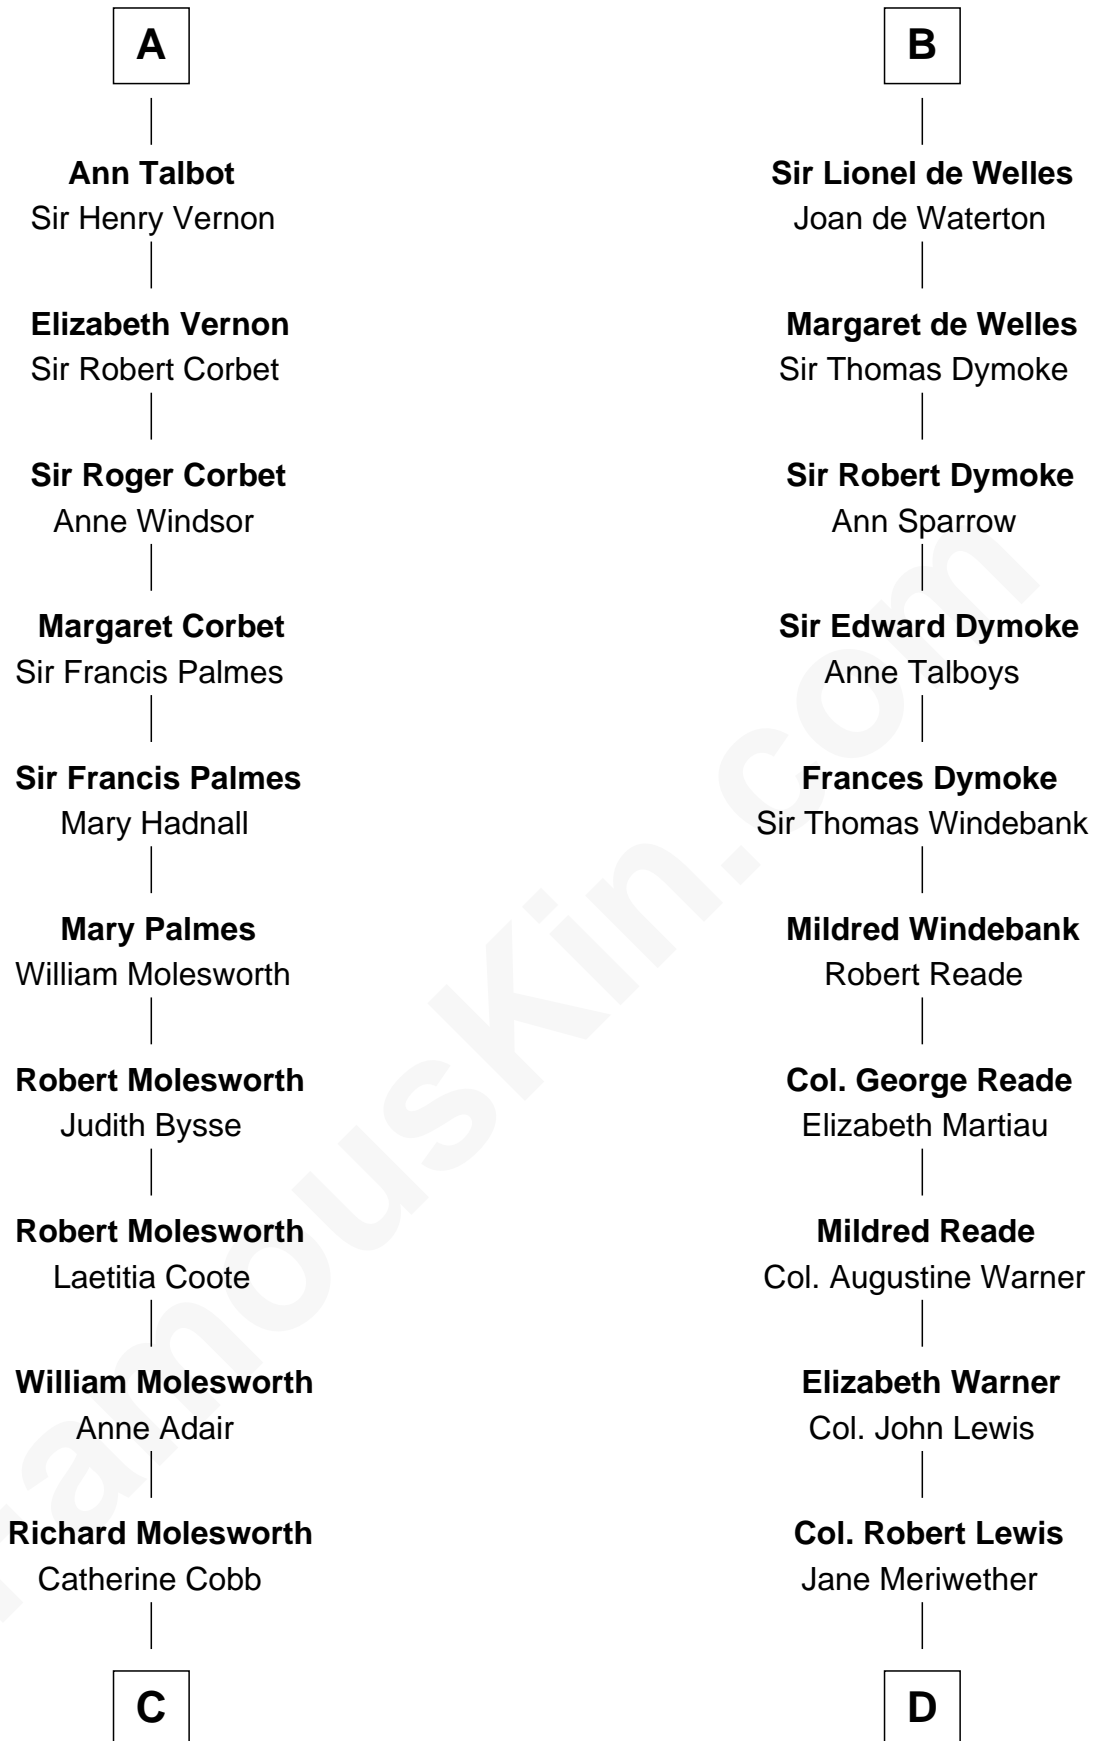 A
Ann Talbot
Sir Henry Vernon
Elizabeth Vernon
Sir Robert Corbet
Sir Roger Corbet
Anne Windsor
Margaret Corbet
Sir Francis Palmes
Sir Francis Palmes
Mary Hadnall
Mary Palmes
William Molesworth
Robert Molesworth
Judith Bysse
Robert Molesworth
Laetitia Coote
William Molesworth
Anne Adair
Richard Molesworth
Catherine Cobb
C
B
Sir Lionel de Welles
Joan de Waterton
Margaret de Welles
Sir Thomas Dymoke
Sir Robert Dymoke
Ann Sparrow
Sir Edward Dymoke
Anne Talboys
Frances Dymoke
Sir Thomas Windebank
Mildred Windebank
Robert Reade
Col. George Reade
Elizabeth Martiau
Mildred Reade
Col. Augustine Warner
Elizabeth Warner
Col. John Lewis
Col. Robert Lewis
Jane Meriwether
D
FamousKin.com